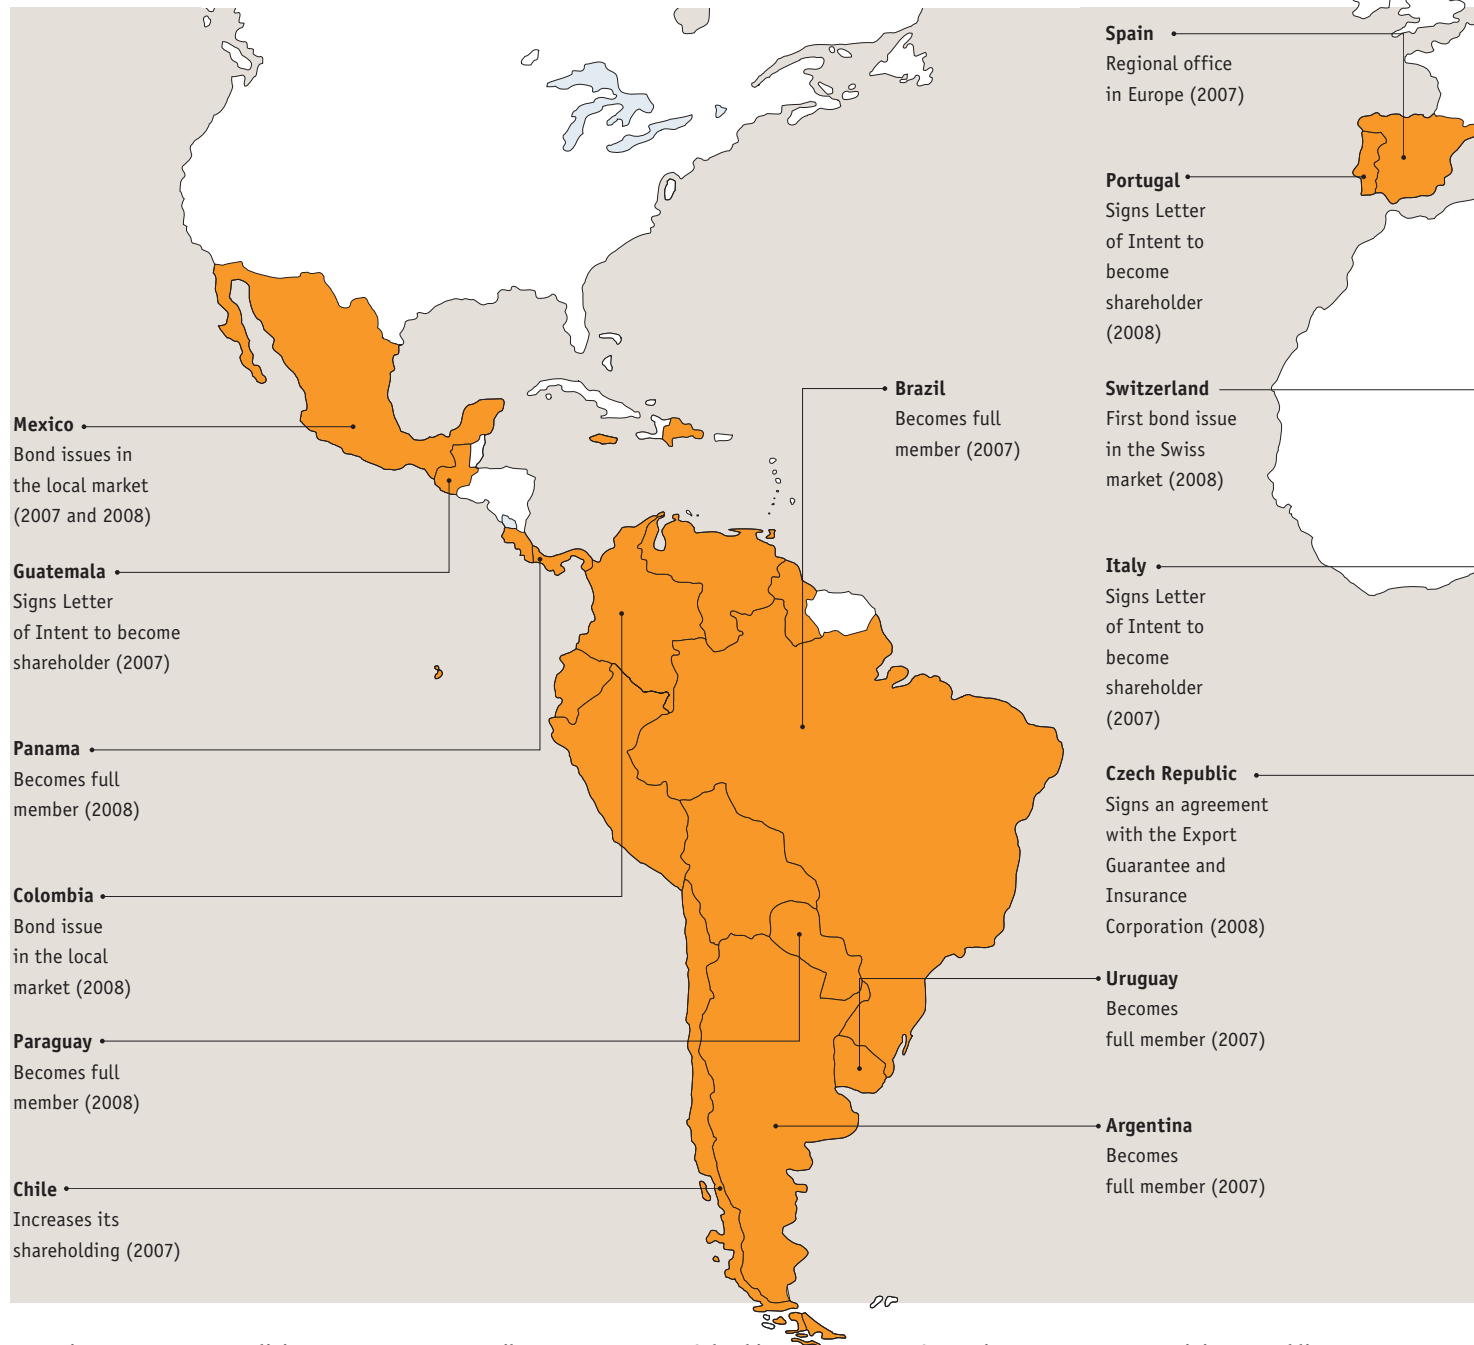 Mexico
Bond issues in
the local market
(2007 and 2008)
Guatemala
Signs Letter
of Intent to become
shareholder (2007)
Panama
Becomes full
member (2008)
Colombia
Bond issue
in the local
market (2008)
Paraguay
Becomes full
member (2008)
Chile
Increases its
shareholding (2007)
Brazil
Becomes full
member (2007)
Spain
Regional office
in Europe (2007)
Portugal
Signs Letter
of Intent to
become
shareholder
(2008)
Switzerland
First bond issue
in the Swiss
market (2008)
Italy
Signs Letter
of Intent to
become
shareholder
(2007)
Czech Republic
Signs an agreement
with the Export
Guarantee and
Insurance
Corporation (2008)
Uruguay
Becomes
full member (2007)
Argentina
Becomes
full member (2007)